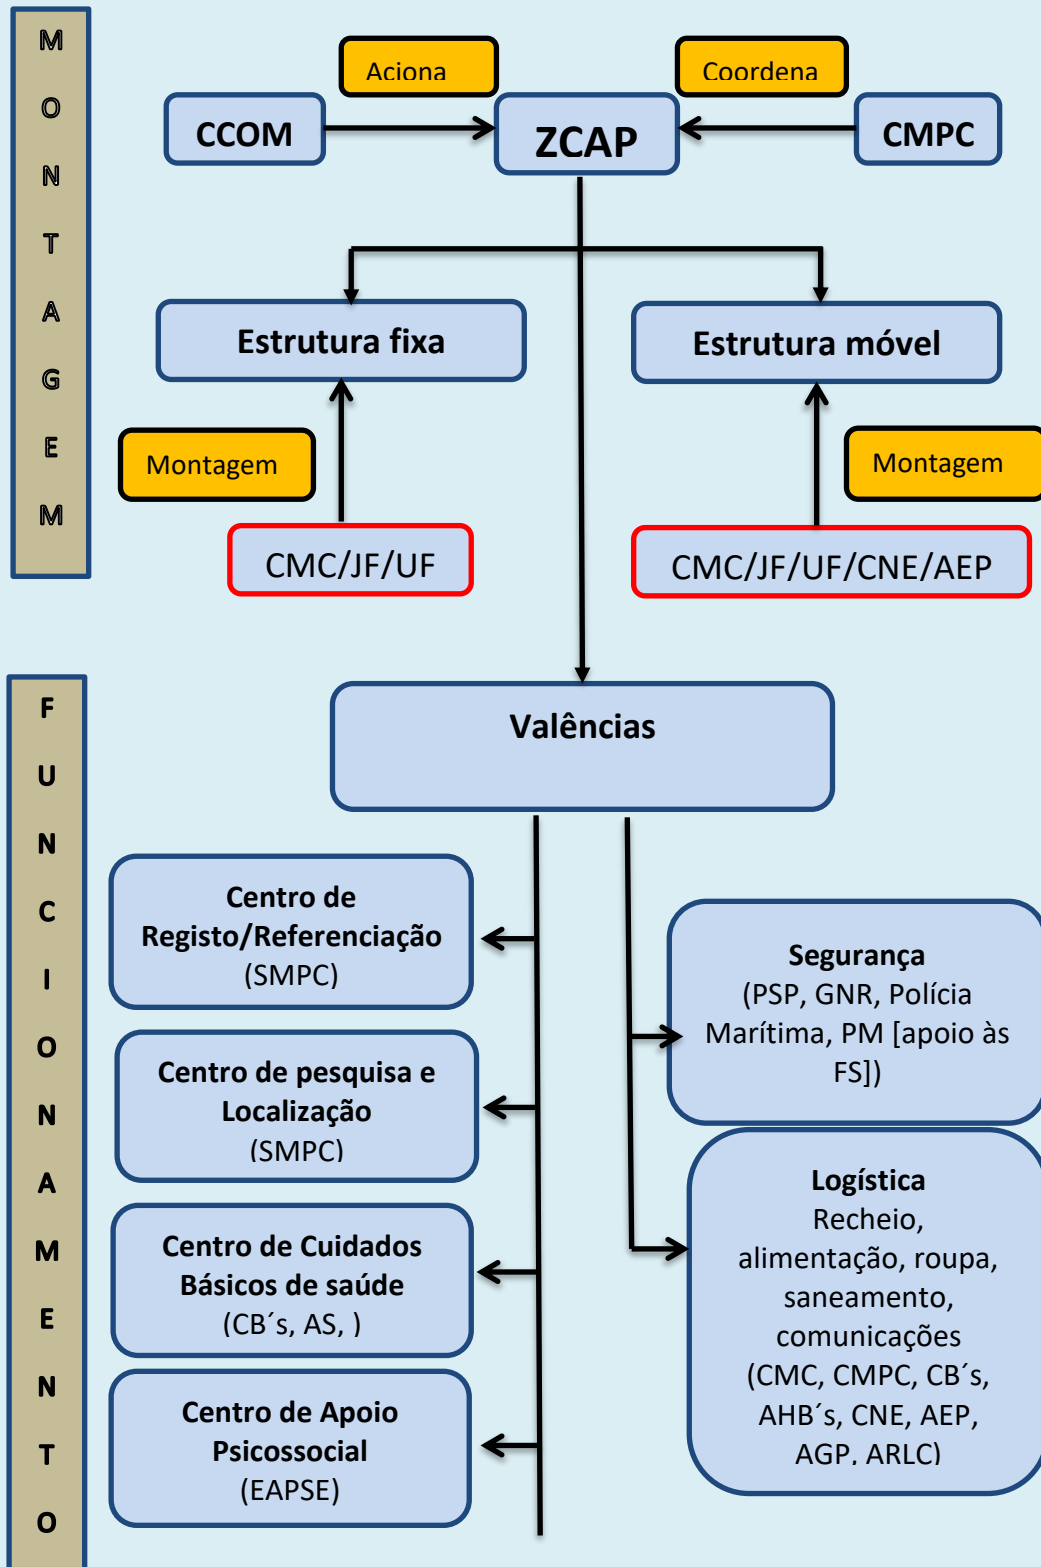 MONTAGEM
Aciona
Coordena
CCOM
ZCAP
CMPC
Estrutura fixa
Estrutura móvel
Montagem
Montagem
CMC/JF/UF
CMC/JF/UF/CNE/AEP
FUNCIONAMENTO
Valências
Centro de
Registo/Referenciação
(SMPC)
Centro de pesquisa e
Localização
(SMPC)
Centro de Cuidados
Básicos de saúde
(CB´s, AS, )
Centro de Apoio
Psicossocial
(EAPSE)
Segurança
(PSP, GNR, Polícia
Marítima, PM [apoio às
FS])
Logística
Recheio,
alimentação, roupa,
saneamento,
comunicações
(CMC, CMPC, CB´s,
AHB´s, CNE, AEP,
AGP, ARLC)